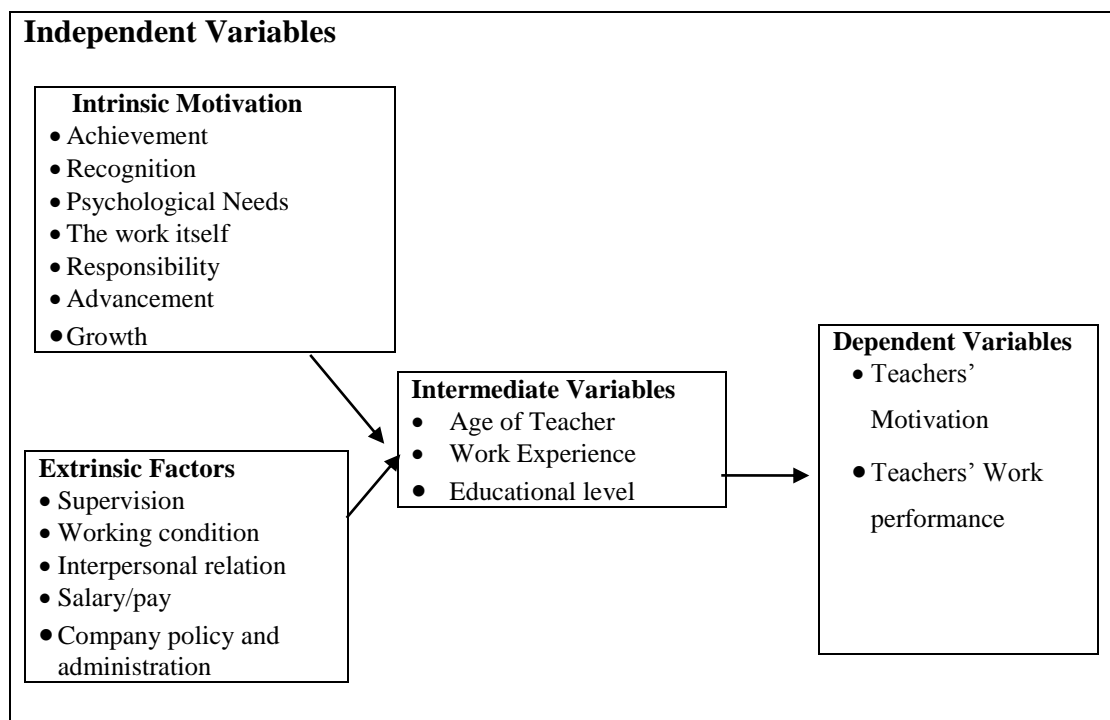 Independent Variables
Intrinsic Motivation
• Achievement
• Recognition
• Psychological Needs
• The work itself
• Responsibility
• Advancement
• Growth
Extrinsic Factors
• Supervision
• Working condition
• Interpersonal relation
• Salary/pay
• Company policy and
administration
Intermediate Variables
• Age of Teacher
• Work Experience
• Educational level
Dependent Variables
• Teachers’
Motivation
• Teachers’ Work
performance